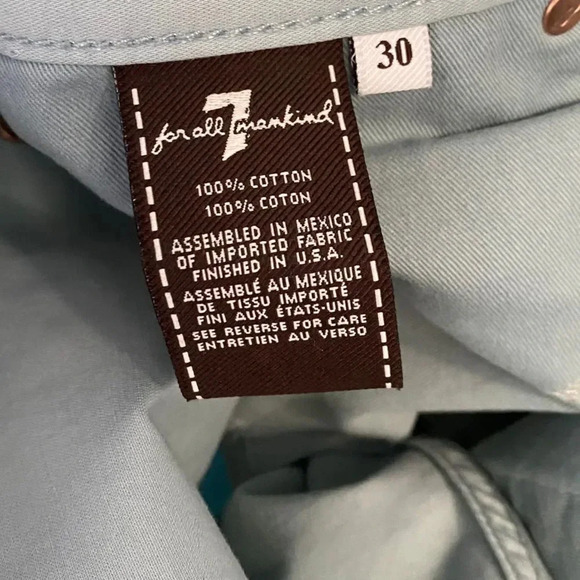 30
for all 7 mankind
100% COTTON
100% COTON
ASSEMBLED IN MEXICO
OF IMPORTED FABRIC
FINISHED IN U.S.A.
ASSEMBLÉ AU MEXIQUE
DE TISSU IMPORTÉ
FINI AUX ÉTATS-UNIS
SEE REVERSE FOR CARE
ENTRETIEN AU VERSO